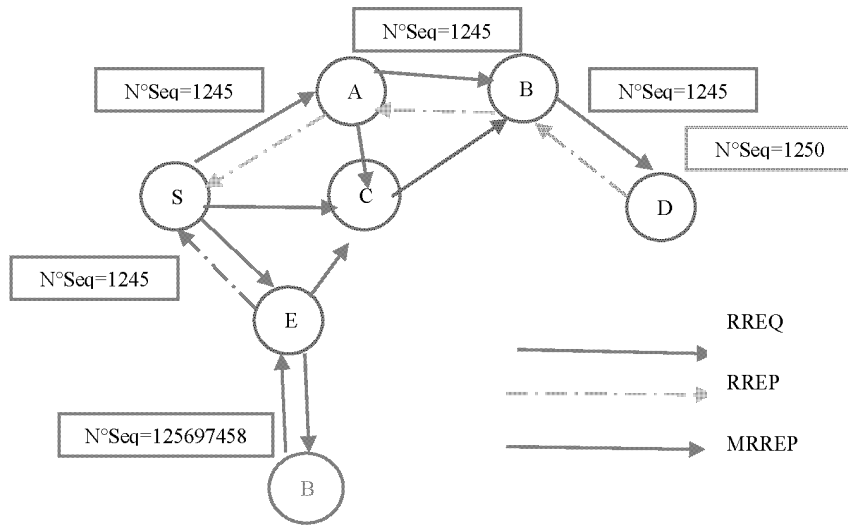 N°Seq=1245
N°Seq=1245
A
B
N°Seq=1245
N°Seq=1250
S
C
D
N°Seq=1245
E
RREQ
RREP
N°Seq=125697458
MRREP
B